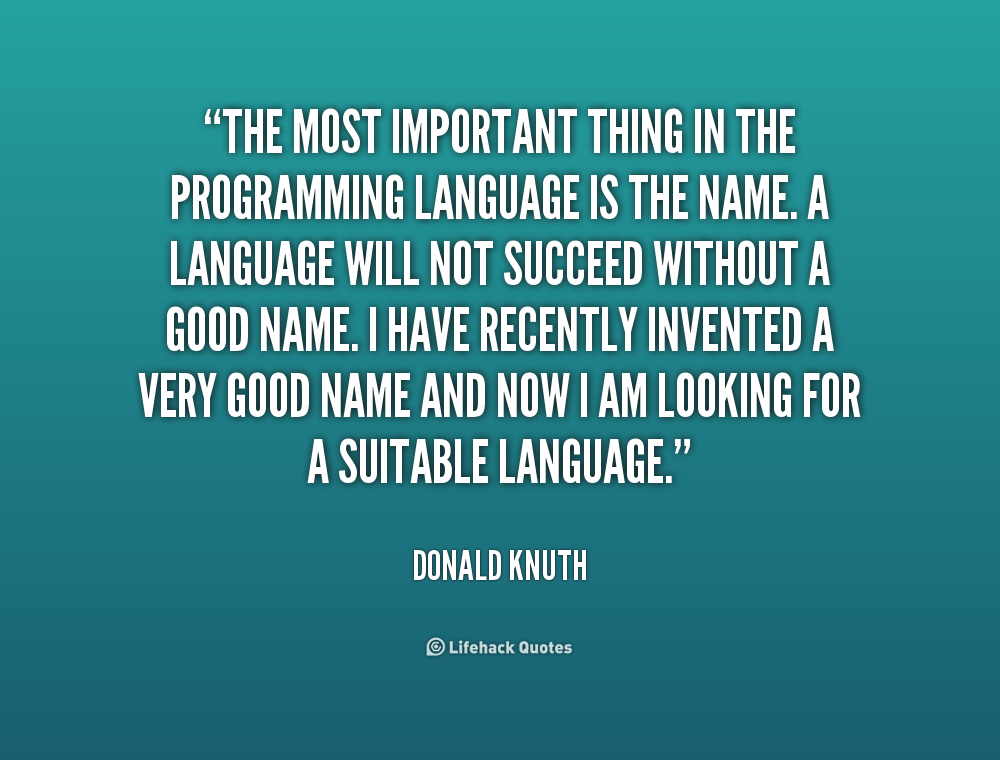 “THE MOST IMPORTANT THING IN THE
PROGRAMMING LANGUAGE IS THE NAME. A
LANGUAGE WILL NOT SUCCEED WITHOUT A
GOOD NAME. I HAVE RECENTLY INVENTED A
VERY GOOD NAME AND NOW I AM LOOKING FOR
A SUITABLE LANGUAGE.”
DONALD KNUTH
Lifehack Quotes